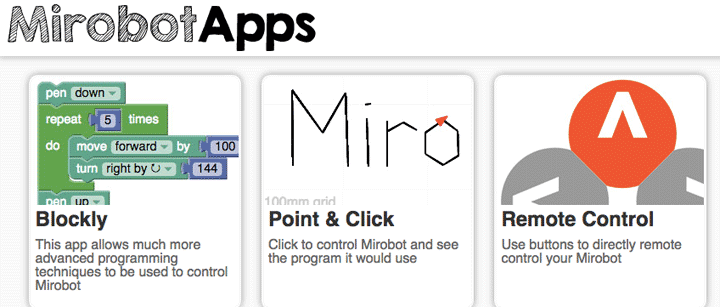 MirobotApps
pen down
repeat 5 times
do move forward by 100
turn right by ↻ 144
pen up
Blockly
This app allows much more
advanced programming
techniques to be used to control
Mirobot
Miro
100mm grid
Point & Click
Click to control Mirobot and see
the program it would use
Remote Control
Use buttons to directly remote
control your Mirobot